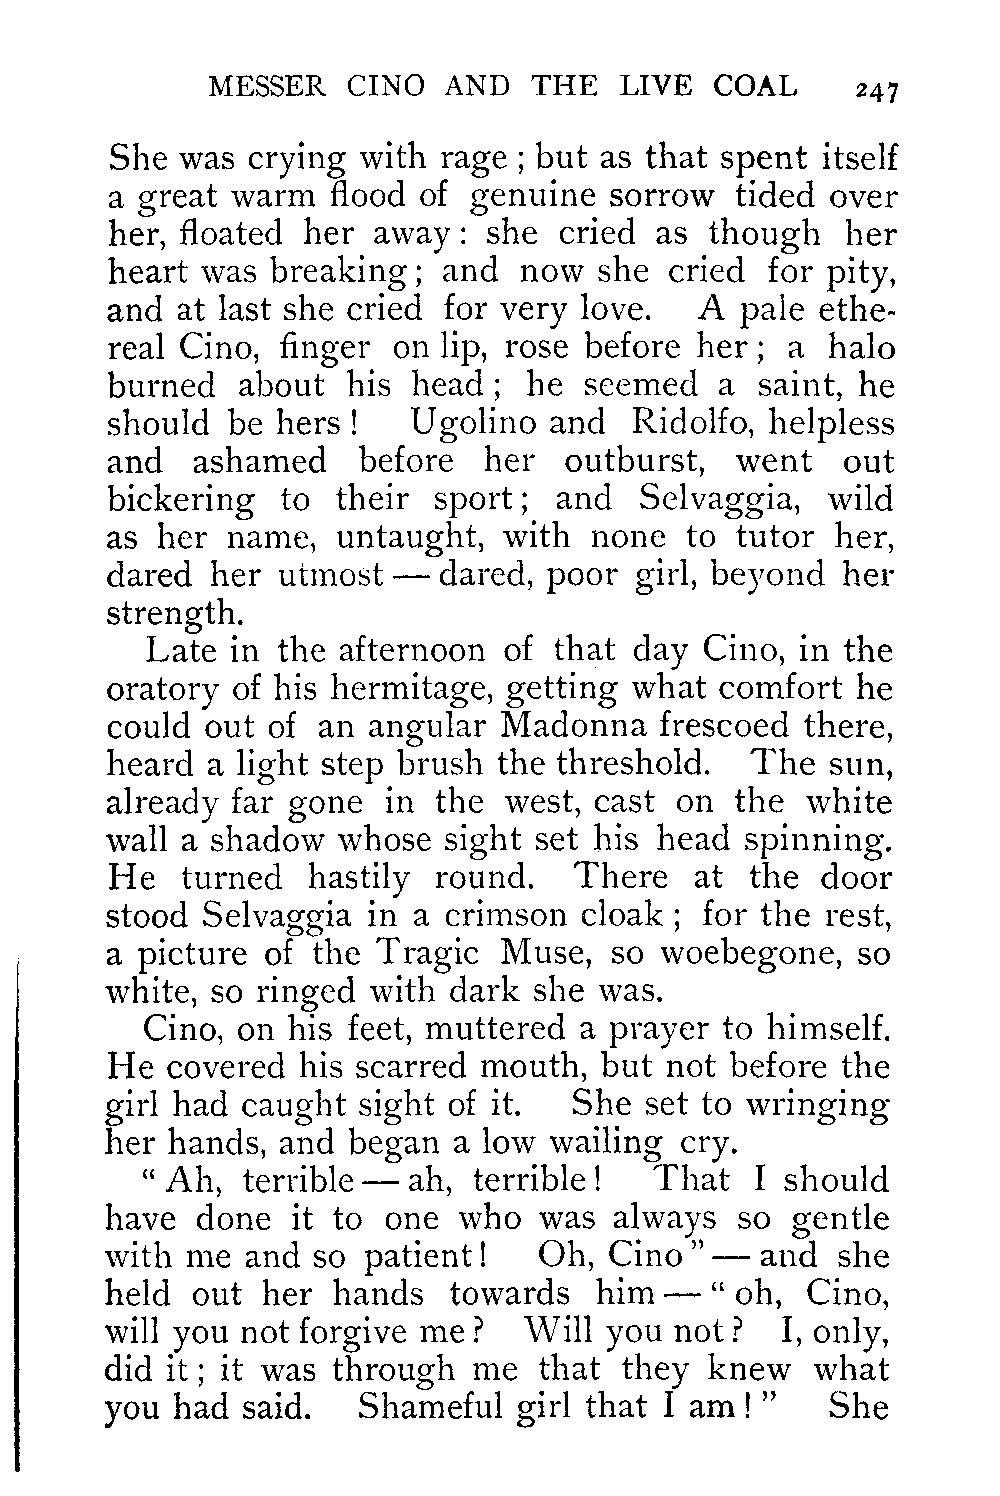 MESSER CINO AND THE LIVE COAL 247
She was crying with rage ; but as that spent itself
a great warm flood of genuine sorrow tided over
her, floated her away : she cried as though her
heart was breaking ; and now she cried for pity,
and at last she cried for very love. A pale ethe-
real Cino, finger on lip, rose before her ; a halo
burned about his head ; he seemed a saint, he
should be hers ! Ugolino and Ridolfo, helpless
and ashamed before her outburst, went out
bickering to their sport ; and Selvaggia, wild
as her name, untaught, with none to tutor her,
dared her utmost — dared, poor girl, beyond her
strength.
Late in the afternoon of that day Cino, in the
oratory of his hermitage, getting what comfort he
could out of an angular Madonna frescoed there,
heard a light step brush the threshold. The sun,
already far gone in the west, cast on the white
wall a shadow whose sight set his head spinning.
He turned hastily round. There at the door
stood Selvaggia in a crimson cloak ; for the rest,
a picture of the Tragic Muse, so woebegone, so
white, so ringed with dark she was.
Cino, on his feet, muttered a prayer to himself.
He covered his scarred mouth, but not before the
girl had caught sight of it. She set to wringing
her hands, and began a low wailing cry.
“ Ah, terrible — ah, terrible ! That I should
have done it to one who was always so gentle
with me and so patient ! Oh, Cino ” — and she
held out her hands towards him — “ oh, Cino,
will you not forgive me ? Will you not ? I, only,
did it ; it was through me that they knew what
you had said. Shameful girl that I am ! ” She